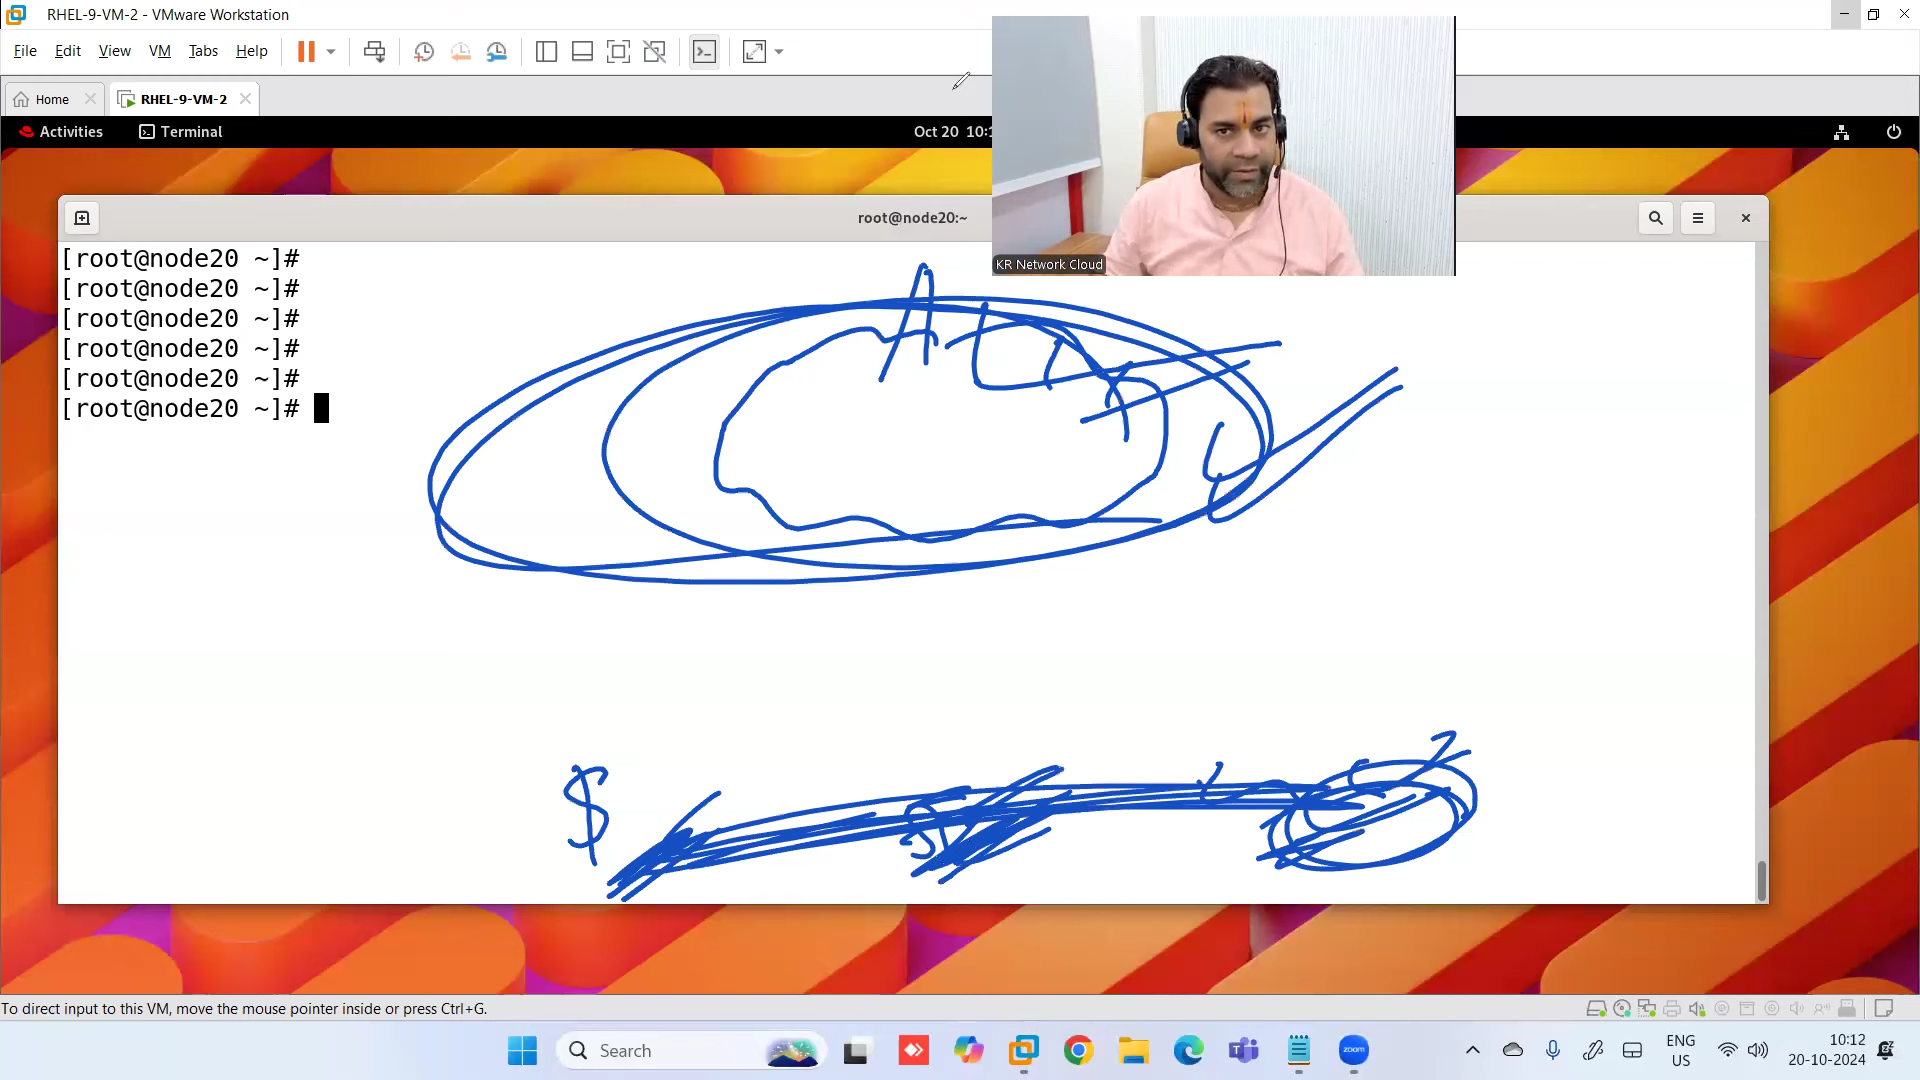 RHEL-9-VM-2 - VMware Workstation
File Edit View VM Tabs Help
Home RHEL-9-VM-2
Activities Terminal Oct 20 10:1
root@node20:~
KR Network Cloud
[root@node20 ~]#
[root@node20 ~]#
[root@node20 ~]#
[root@node20 ~]#
[root@node20 ~]#
[root@node20 ~]#
$
To direct input to this VM, move the mouse pointer inside or press Ctrl+G.
Search
zoom
ENG
US
10:12
20-10-2024